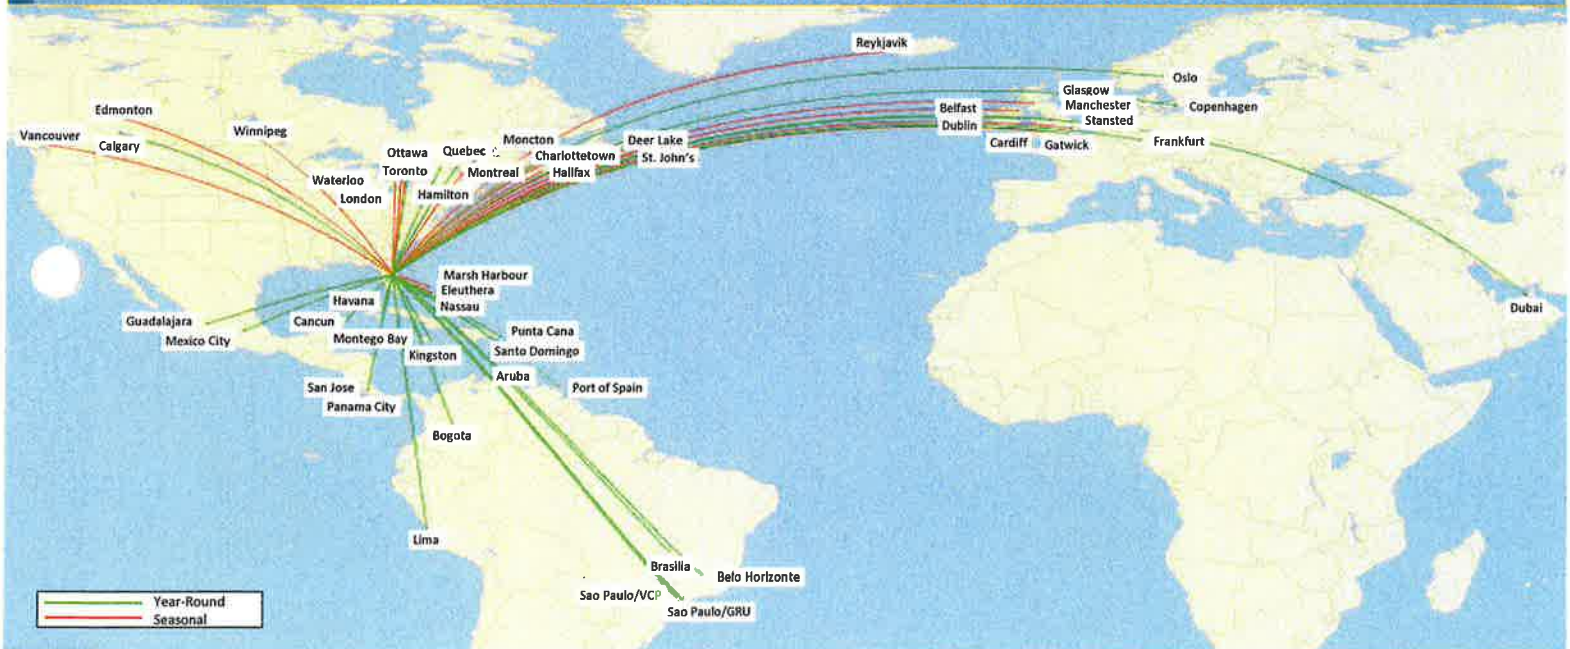 Reykjavik
Oslo
Glasgow
Manchester
Copenhagen
Stansted
Belfast
Dublin
Cardiff
Gatwick
Frankfurt
Dubai
Edmonton
Vancouver
Calgary
Winnipeg
Ottawa
Toronto
Quebec
Moncton
Deer Lake
Charlottetown
St. John's
Montreal
Halifax
Waterloo
London
Hamilton
Marsh Harbour
Eleuthera
Nassau
Havana
Cancun
Guadalajara
Mexico City
Montego Bay
Kingston
Punta Cana
Santo Domingo
Aruba
Port of Spain
San Jose
Panama City
Bogota
Lima
Brasilia
Belo Horizonte
Sao Paulo/VCP
Sao Paulo/GRU
Year-Round
Seasonal